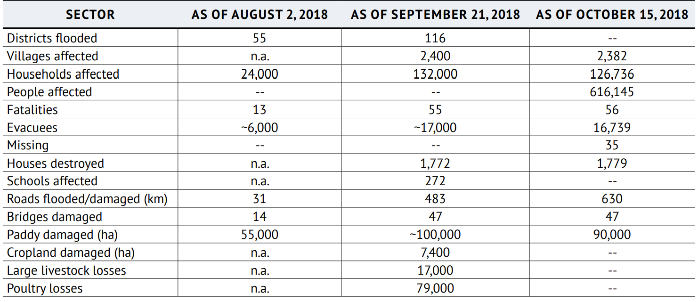 SECTOR AS OF AUGUST 2, 2018 AS OF SEPTEMBER 21, 2018 AS OF OCTOBER 15, 2018
Districts flooded 55 116 --
Villages affected n.a. 2,400 2,382
Households affected 24,000 132,000 126,736
People affected -- -- 616,145
Fatalities 13 55 56
Evacuees ~6,000 ~17,000 16,739
Missing -- -- 35
Houses destroyed n.a. 1,772 1,779
Schools affected n.a. 272 --
Roads flooded/damaged (km) 31 483 630
Bridges damaged 14 47 47
Paddy damaged (ha) 55,000 ~100,000 90,000
Cropland damaged (ha) n.a. 7,400 --
Large livestock losses n.a. 17,000 --
Poultry losses n.a. 79,000 --